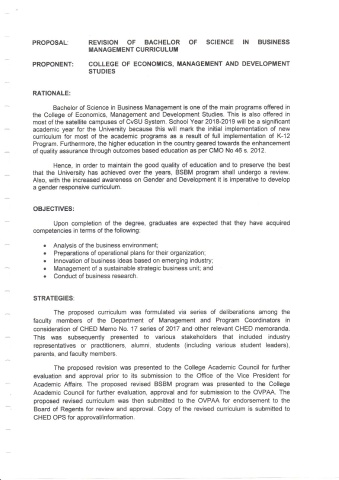 PROPOSAL: REVISION OF BACHELOR OF SCIENCE IN BUSINESS
MANAGEMENT CURRICULUM
PROPONENT: COLLEGE OF ECONOMICS, MANAGEMENT AND DEVELOPMENT
STUDIES
RATIONALE:
Bachelor of Science in Business Management is one of the main programs offered in
the College of Economics, Management and Development Studies. This is also offered in
most of the satellite campuses of CvSU System. School Year 2018-2019 will be a significant
academic year for the University because this will mark the initial implementation of new
curriculum for most of the academic programs as a result of full implementation of K-12
Program. Furthermore, the higher education in the country geared towards the enhancement
of quality assurance through outcomes based education as per CMO No 46 s. 2012.
Hence, in order to maintain the good quality of education and to preserve the best
that the University has achieved over the years, BSBM program shall undergo a review.
Also, with the increased awareness on Gender and Development it is imperative to develop
a gender responsive curriculum.
OBJECTIVES:
Upon completion of the degree, graduates are expected that they have acquired
competencies in terms of the following:
• Analysis of the business environment;
• Preparations of operational plans for their organization;
• Innovation of business ideas based on emerging industry;
• Management of a sustainable strategic business unit; and
• Conduct of business research.
STRATEGIES:
The proposed curriculum was formulated via series of deliberations among the
faculty members of the Department of Management and Program Coordinators in
consideration of CHED Memo No. 17 series of 2017 and other relevant CHED memoranda.
This was subsequently presented to various stakeholders that included industry
representatives or practitioners, alumni, students (including various student leaders),
parents, and faculty members.
The proposed revision was presented to the College Academic Council for further
evaluation and approval prior to its submission to the Office of the Vice President for
Academic Affairs. The proposed revised BSBM program was presented to the College
Academic Council for further evaluation, approval and for submission to the OVPAA. The
proposed revised curriculum was then submitted to the OVPAA for endorsement to the
Board of Regents for review and approval. Copy of the revised curriculum is submitted to
CHED OPS for approval/information.